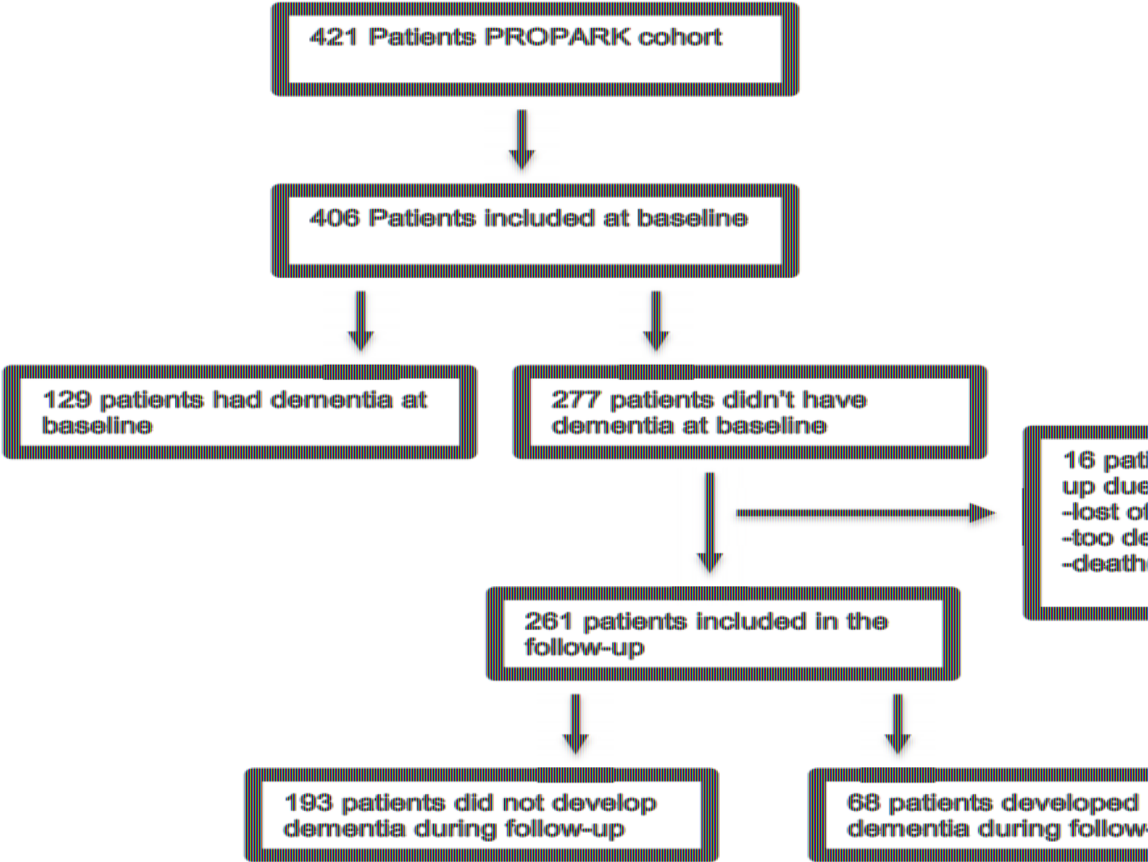 421 Patients PROPARK cohort
406 Patients included at baseline
129 patients had dementia at
baseline
277 patients didn't have
dementia at baseline
16
up due
-lost
-too
261 patients included in the
follow-up
193 patients did not develop
dementia during follow-up
68 patients developed
dementia during